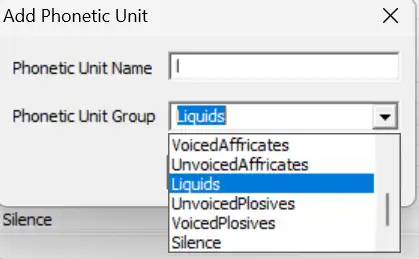 Add Phonetic Unit
Phonetic Unit Name l
Phonetic Unit Group Liquids
VoicedAffricates
UnvoicedAffricates
Liquids
UnvoicedPlosives
VoicedPlosives
Silence
Silence